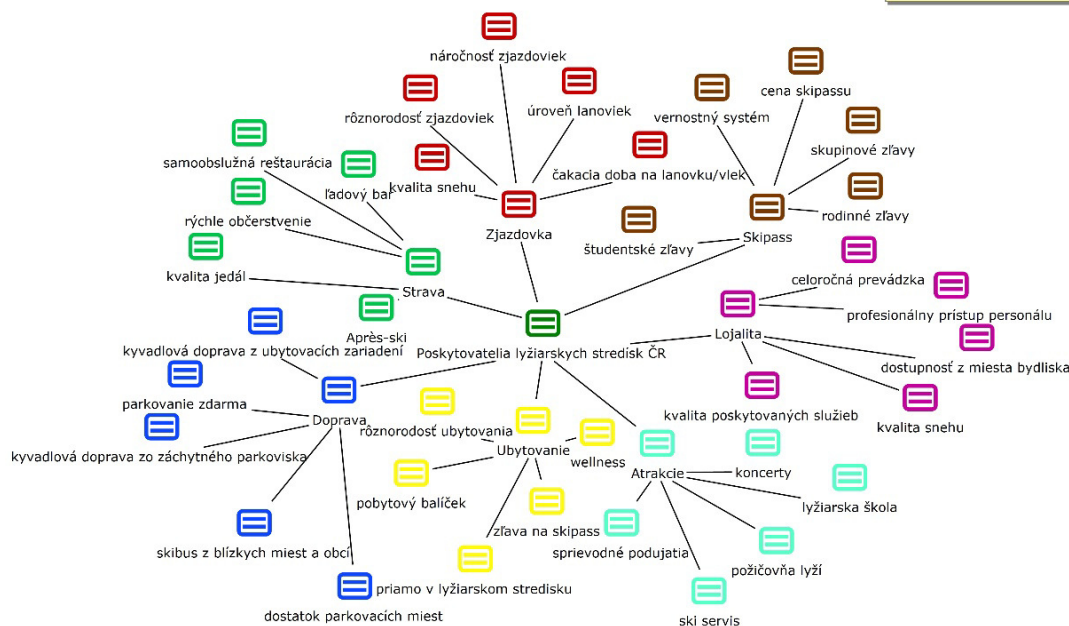 náročnosť zjazdoviek
cena skipassu
rôznorodosť zjazdoviek
úroveň lanoviek
vernostný systém
skupinové zľavy
samoobslužná reštaurácia
ľadový bar
kvalita snehu
čakacia doba na lanovku/vlek
rýchle občerstvenie
rodinné zľavy
Zjazdovka
študentské zľavy
Skipass
kvalita jedál
celoročná prevádzka
Strava
profesionálny prístup personálu
Après-ski
Lojalita
kyvadlová doprava z ubytovacích zariadení
Poskytovatelia lyžiarskych stredísk ČR
dostupnosť z miesta bydliska
parkovanie zdarma
Doprava
rôznorodosť ubytovania
kvalita poskytovaných služieb
kvalita snehu
kyvadlová doprava zo záchytného parkoviska
Ubytovanie
wellness
Atrakcie
koncerty
pobytový balíček
lyžiarska škola
zľava na skipass
skibus z blízkych miest a obcí
sprievodné podujatia
požičovňa lyží
priamo v lyžiarskom stredisku
dostatok parkovacích miest
ski servis